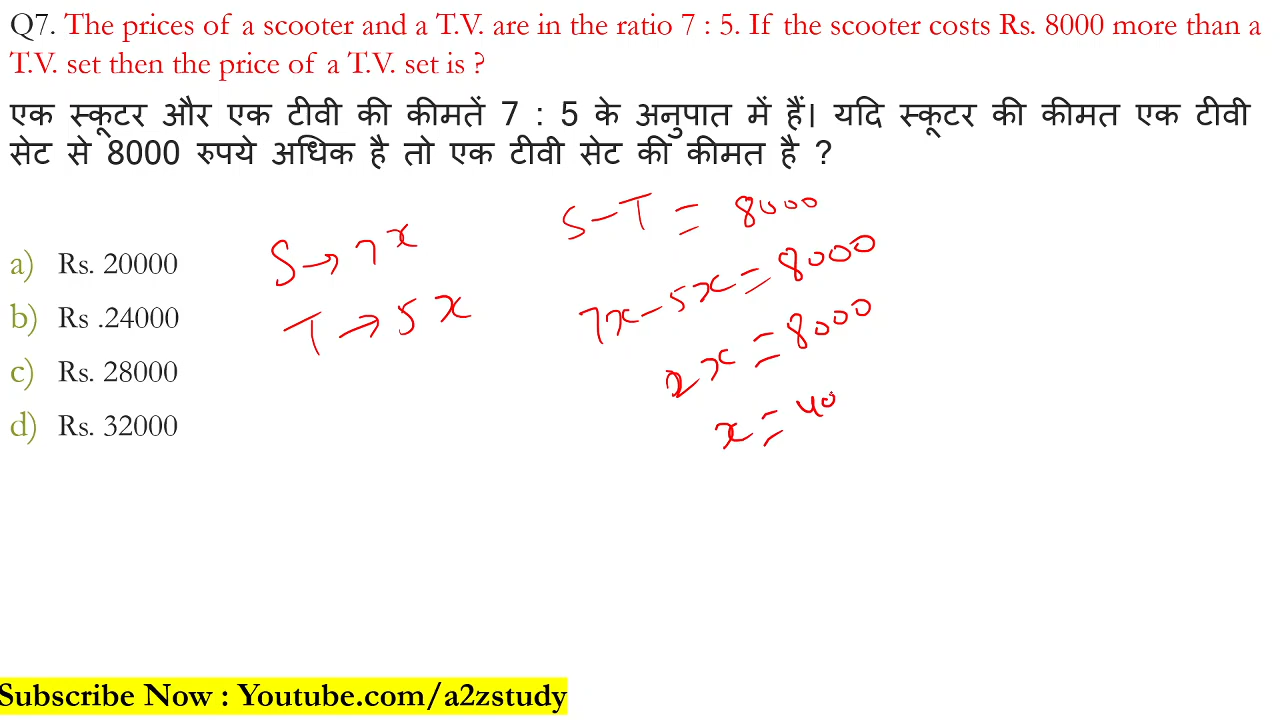 Q7. The prices of a scooter and a T.V. are in the ratio 7 : 5. If the scooter costs Rs. 8000 more than a
T.V. set then the price of a T.V. set is ?
एक स्कूटर और एक टीवी की कीमतें 7 : 5 के अनुपात में हैं। यदि स्कूटर की कीमत एक टीवी
सेट से 8000 रुपये अधिक है तो एक टीवी सेट की कीमत है ?
a) Rs. 20000
b) Rs .24000
c) Rs. 28000
d) Rs. 32000
S → 7x
T → 5x
S - T = 8000
7x - 5x = 8000
2x = 8000
x = 40
Subscribe Now : Youtube.com/a2zstudy